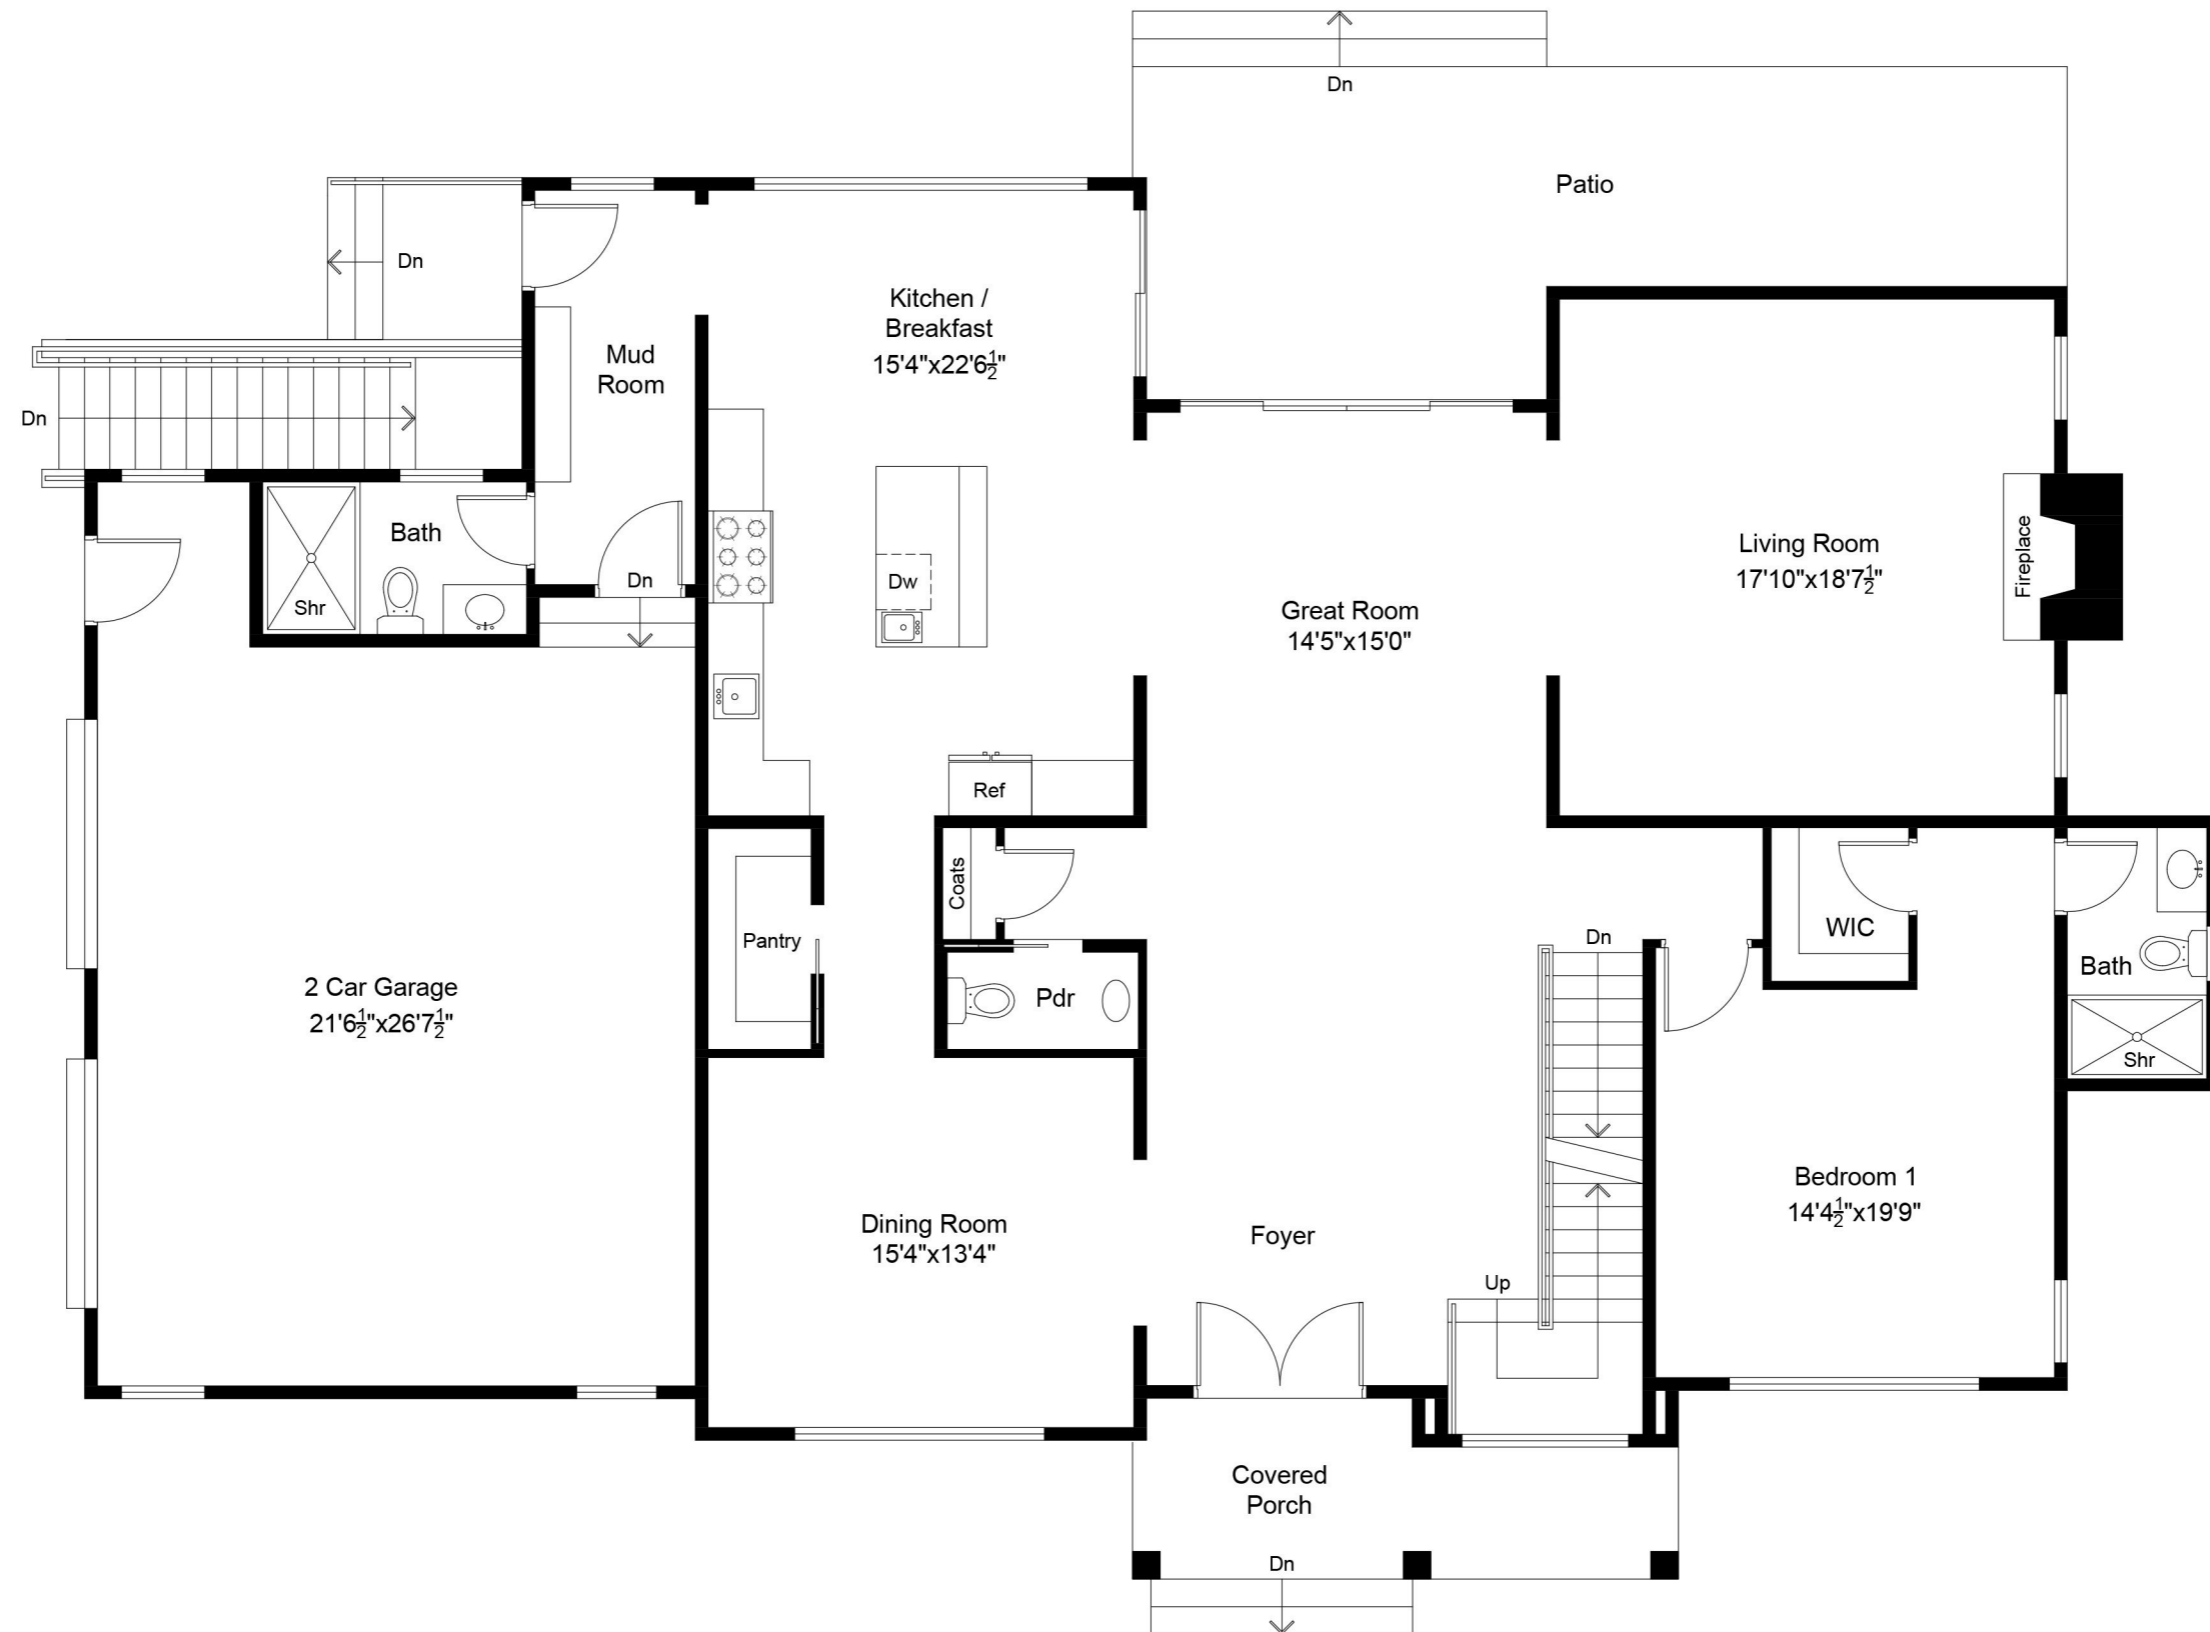 Dn
Patio
Dn
Kitchen /
Breakfast
15'4"x22'6½"
Mud
Room
Dn
Bath
Shr
Dn
Dw
Living Room
17'10"x18'7½"
Fireplace
Great Room
14'5"x15'0"
Ref
Coats
Pantry
WIC
Dn
Bath
Pdr
2 Car Garage
21'6½"x26'7½"
Shr
Bedroom 1
14'4½"x19'9"
Dining Room
15'4"x13'4"
Foyer
Up
Covered
Porch
Dn